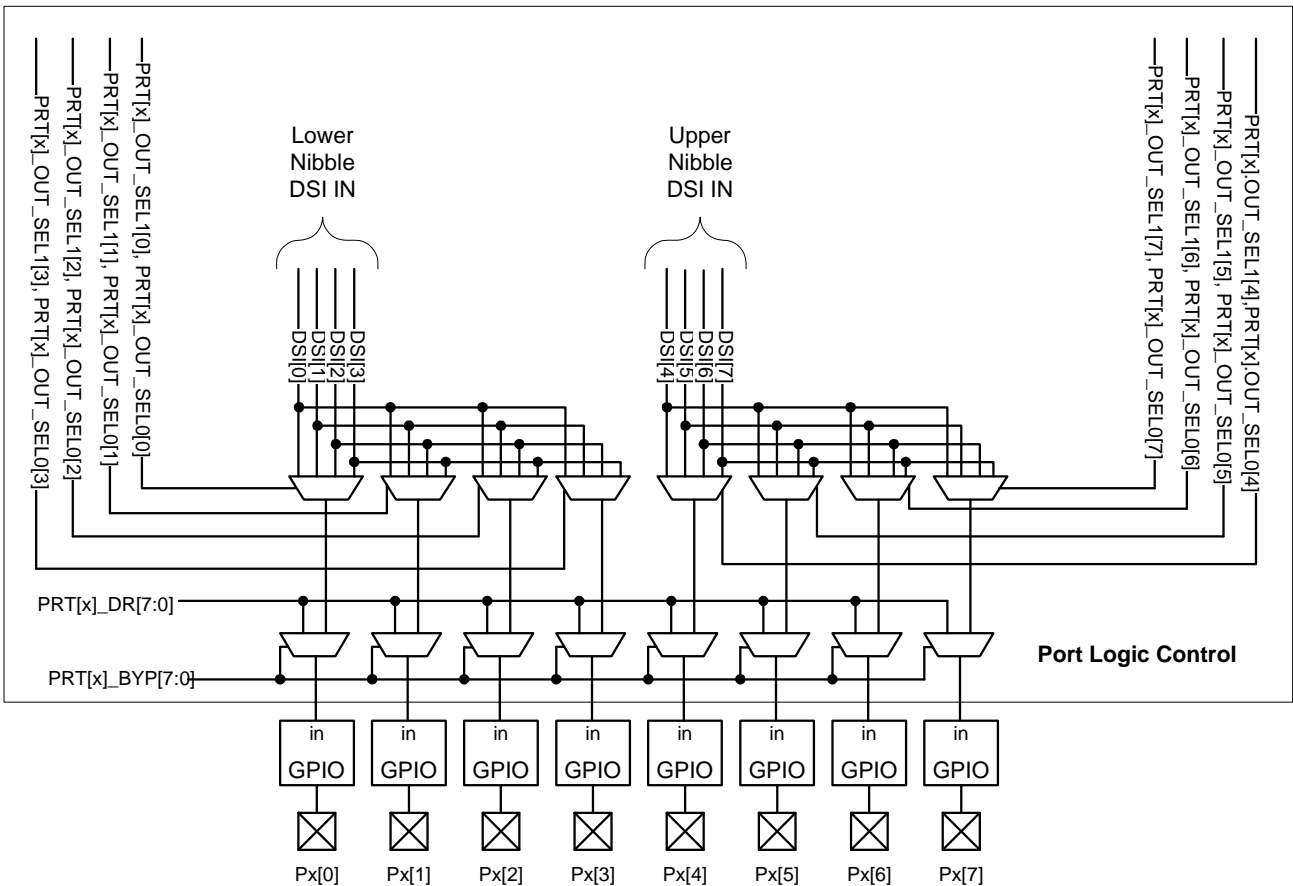 PRT[x]_OUT_SEL1[3], PRT[x]_OUT_SEL0[3]
PRT[x]_OUT_SEL1[2], PRT[x]_OUT_SEL0[2]
PRT[x]_OUT_SEL1[1], PRT[x]_OUT_SEL0[1]
PRT[x]_OUT_SEL1[0], PRT[x]_OUT_SEL0[0]
Lower
Nibble
DSI IN
Upper
Nibble
DSI IN
PRT[x]_OUT_SEL1[7], PRT[x]_OUT_SEL0[7]
PRT[x]_OUT_SEL1[6], PRT[x]_OUT_SEL0[6]
PRT[x]_OUT_SEL1[5], PRT[x]_OUT_SEL0[5]
PRT[x].OUT_SEL1[4],PRT[x].OUT_SEL0[4]
DSI[0]
DSI[1]
DSI[2]
DSI[3]
DSI[4]
DSI[5]
DSI[6]
DSI[7]
PRT[x]_DR[7:0]
PRT[x]_BYP[7:0]
Port Logic Control
in in in in in in in in
GPIO GPIO GPIO GPIO GPIO GPIO GPIO GPIO
Px[0] Px[1] Px[2] Px[3] Px[4] Px[5] Px[6] Px[7]